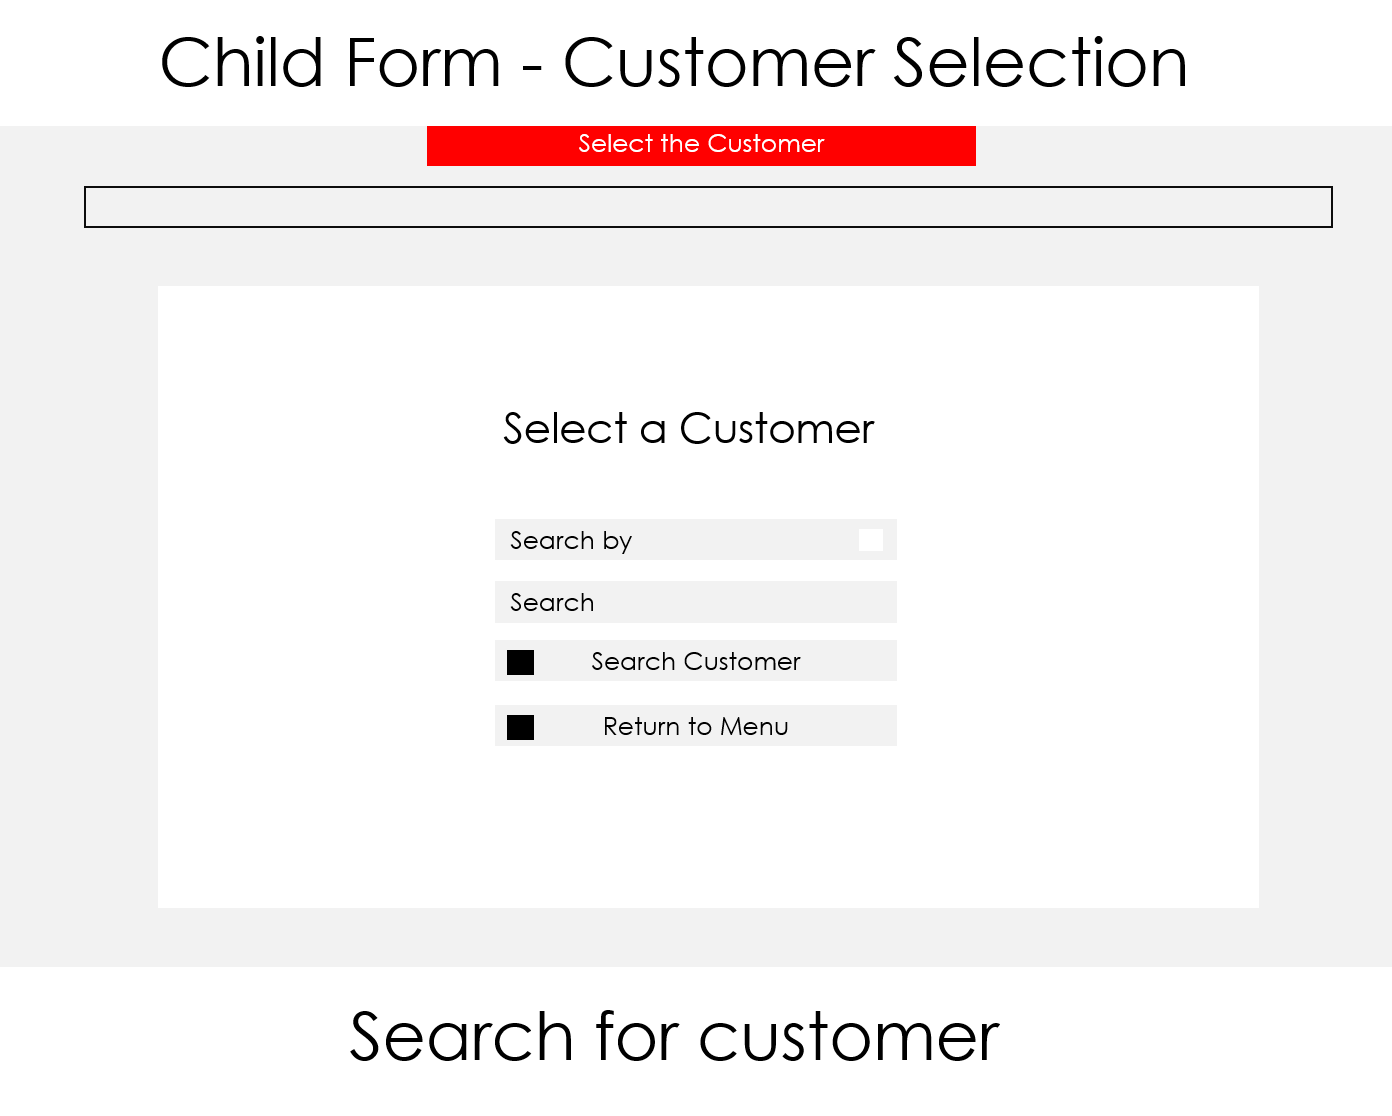 Child Form - Customer Selection
Select the Customer
Select a Customer
Search by
Search
Search Customer
Return to Menu
Search for customer